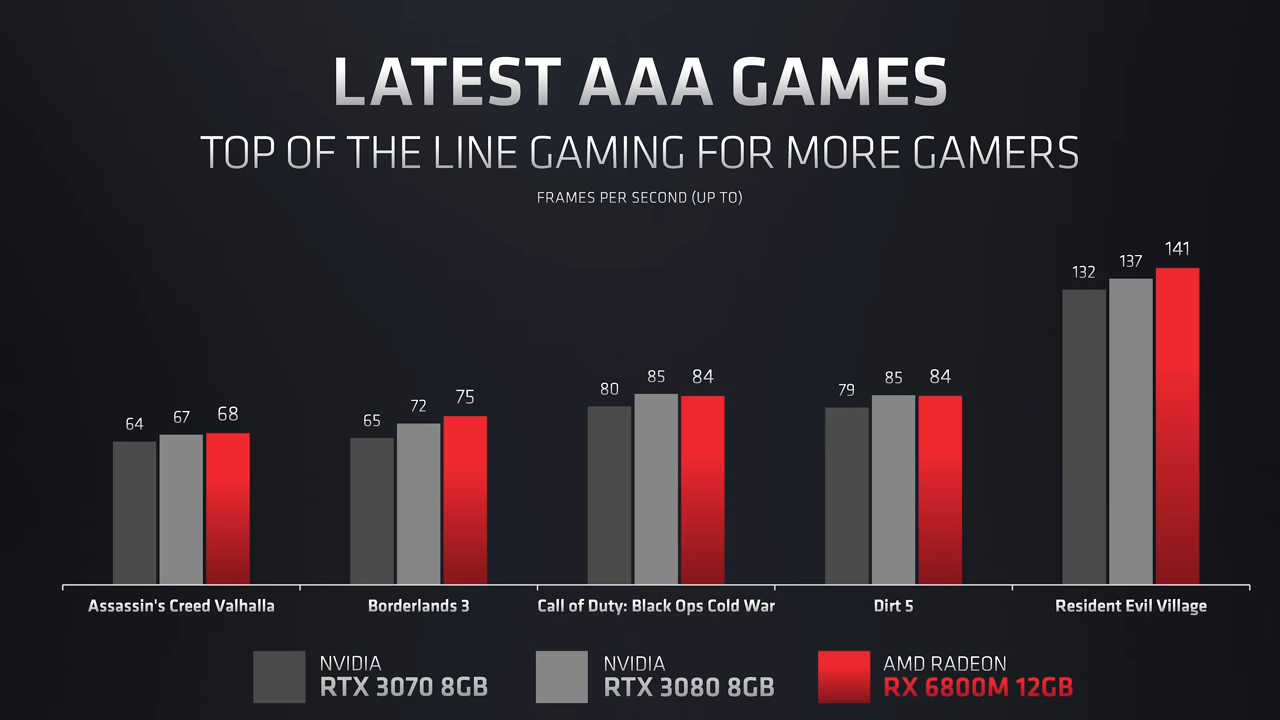 LATEST AAA GAMES
TOP OF THE LINE GAMING FOR MORE GAMERS
FRAMES PER SECOND (UP TO)
64 67 68
65 72 75
80 85 84
79 85 84
132 137 141
Assassin's Creed Valhalla
Borderlands 3
Call of Duty: Black Ops Cold War
Dirt 5
Resident Evil Village
NVIDIA
RTX 3070 8GB
NVIDIA
RTX 3080 8GB
AMD RADEON
RX 6800M 12GB